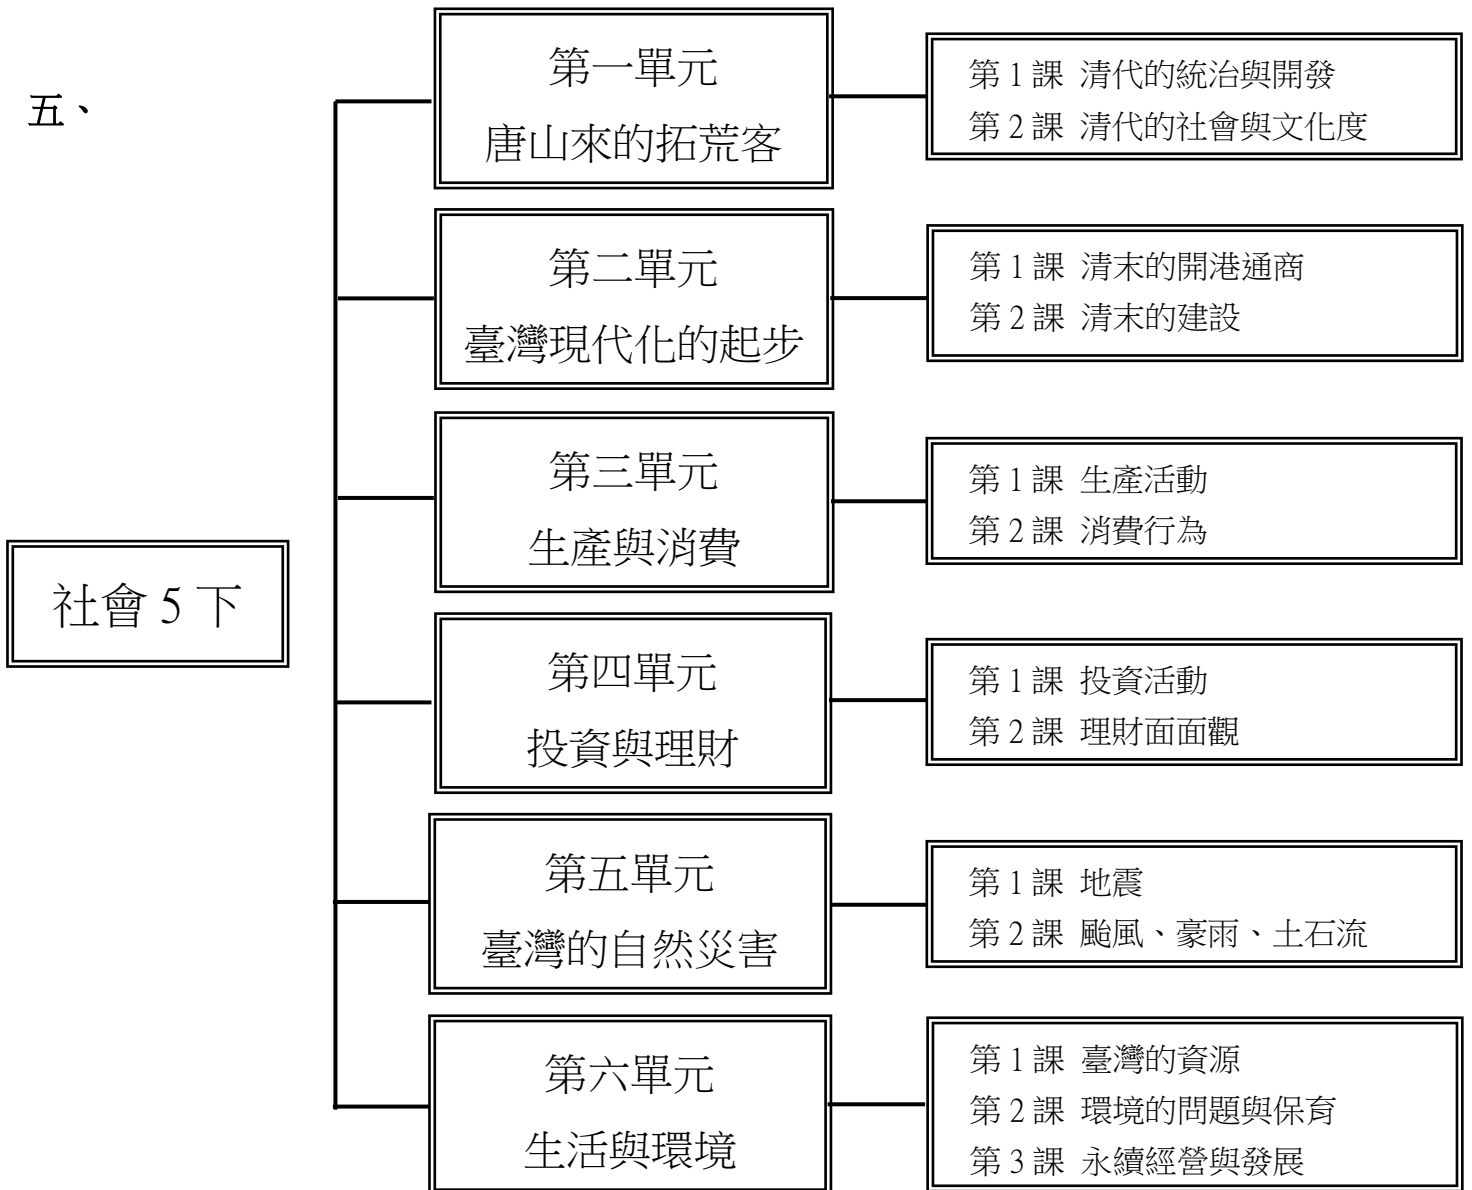 五、
社會5下
第一單元
唐山來的拓荒客
第1課 清代的統治與開發
第2課 清代的社會與文化度
第二單元
臺灣現代化的起步
第1課 清末的開港通商
第2課 清末的建設
第三單元
生產與消費
第1課 生產活動
第2課 消費行為
第四單元
投資與理財
第1課 投資活動
第2課 理財面面觀
第五單元
臺灣的自然災害
第1課 地震
第2課 颱風、豪雨、土石流
第六單元
生活與環境
第1課 臺灣的資源
第2課 環境的問題與保育
第3課 永續經營與發展